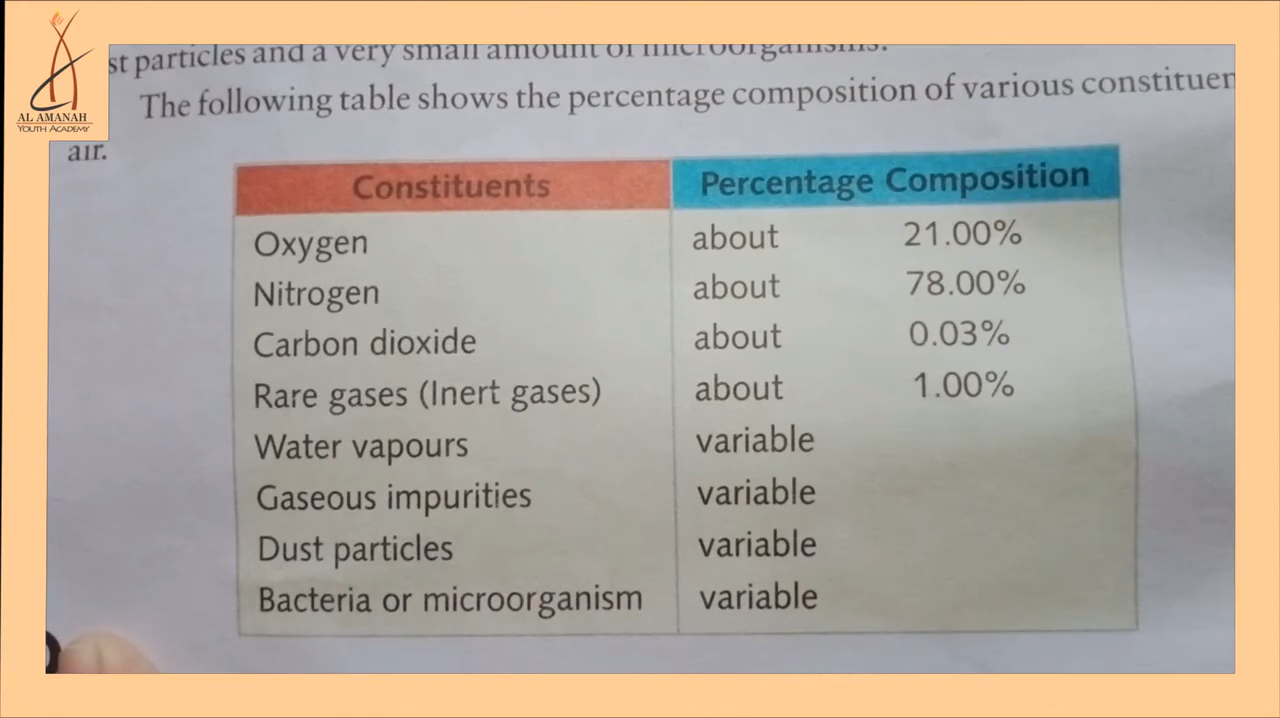 AL AMANAH
YOUTH ACADEMY
st particles and a very small amount of microorganisms.
The following table shows the percentage composition of various constituen
air.
Constituents Percentage Composition
Oxygen about 21.00%
Nitrogen about 78.00%
Carbon dioxide about 0.03%
Rare gases (Inert gases) about 1.00%
Water vapours variable
Gaseous impurities variable
Dust particles variable
Bacteria or microorganism variable